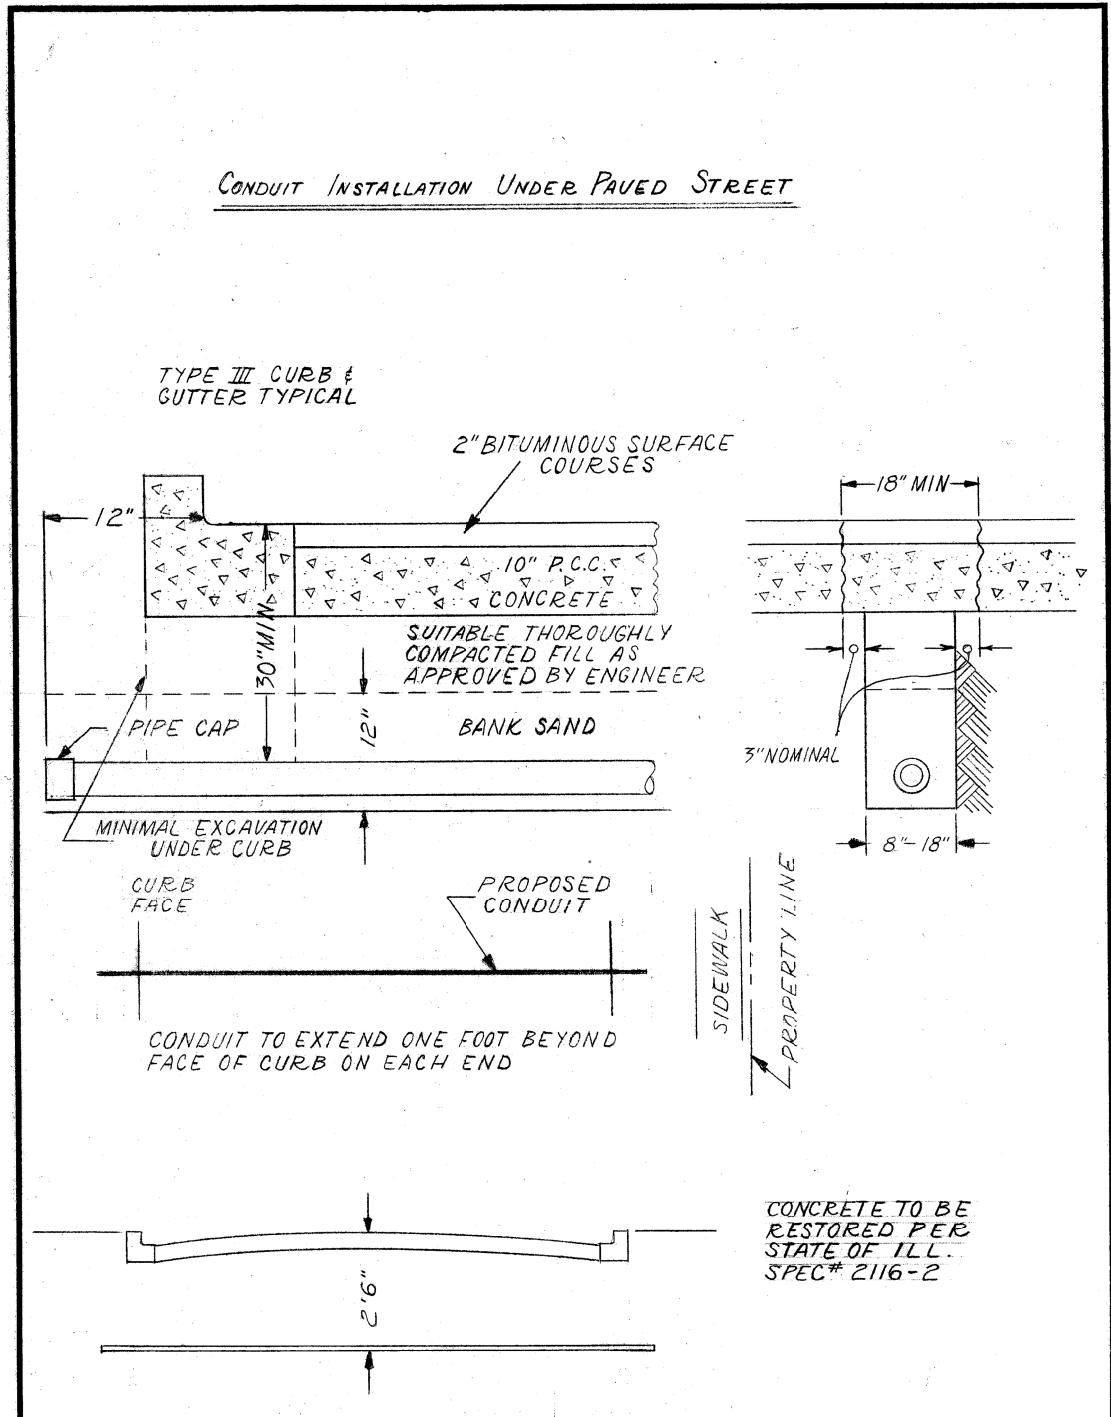 CONDUIT INSTALLATION UNDER PAVED STREET
TYPE III CURB &
GUTTER TYPICAL
2" BITUMINOUS SURFACE
COURSES
12"
18" MIN
10" P.C.C.
CONCRETE
30" MIN
SUITABLE THOROUGHLY
COMPACTED FILL AS
APPROVED BY ENGINEER
PIPE CAP
12"
BANK SAND
3" NOMINAL
MINIMAL EXCAVATION
UNDER CURB
8"-18"
CURB
FACE
PROPOSED
CONDUIT
SIDEWALK
PROPERTY LINE
CONDUIT TO EXTEND ONE FOOT BEYOND
FACE OF CURB ON EACH END
2'6"
CONCRETE TO BE
RESTORED PER
STATE OF ILL.
SPEC# 2116-2